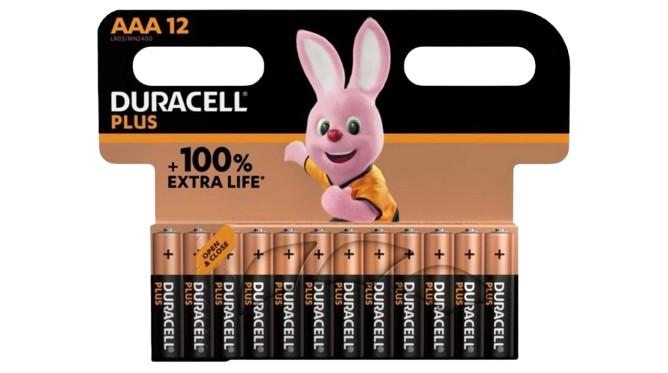 AAA 12
LR03/MN2400
DURACELL®
PLUS
+100%
EXTRA LIFE*
OPEN
& CLOSE
+
DURACELL®
PLUS
DURACELL®
PLUS
DURACELL®
PLUS
+
DURACELL®
PLUS
+
DURACELL®
PLUS
+
DURACELL®
PLUS
+
DURACELL®
PLUS
+
DURACELL®
PLUS
+
DURACELL®
PLUS
+
DURACELL®
PLUS
+
DURACELL®
PLUS
+
DURACELL®
PLUS